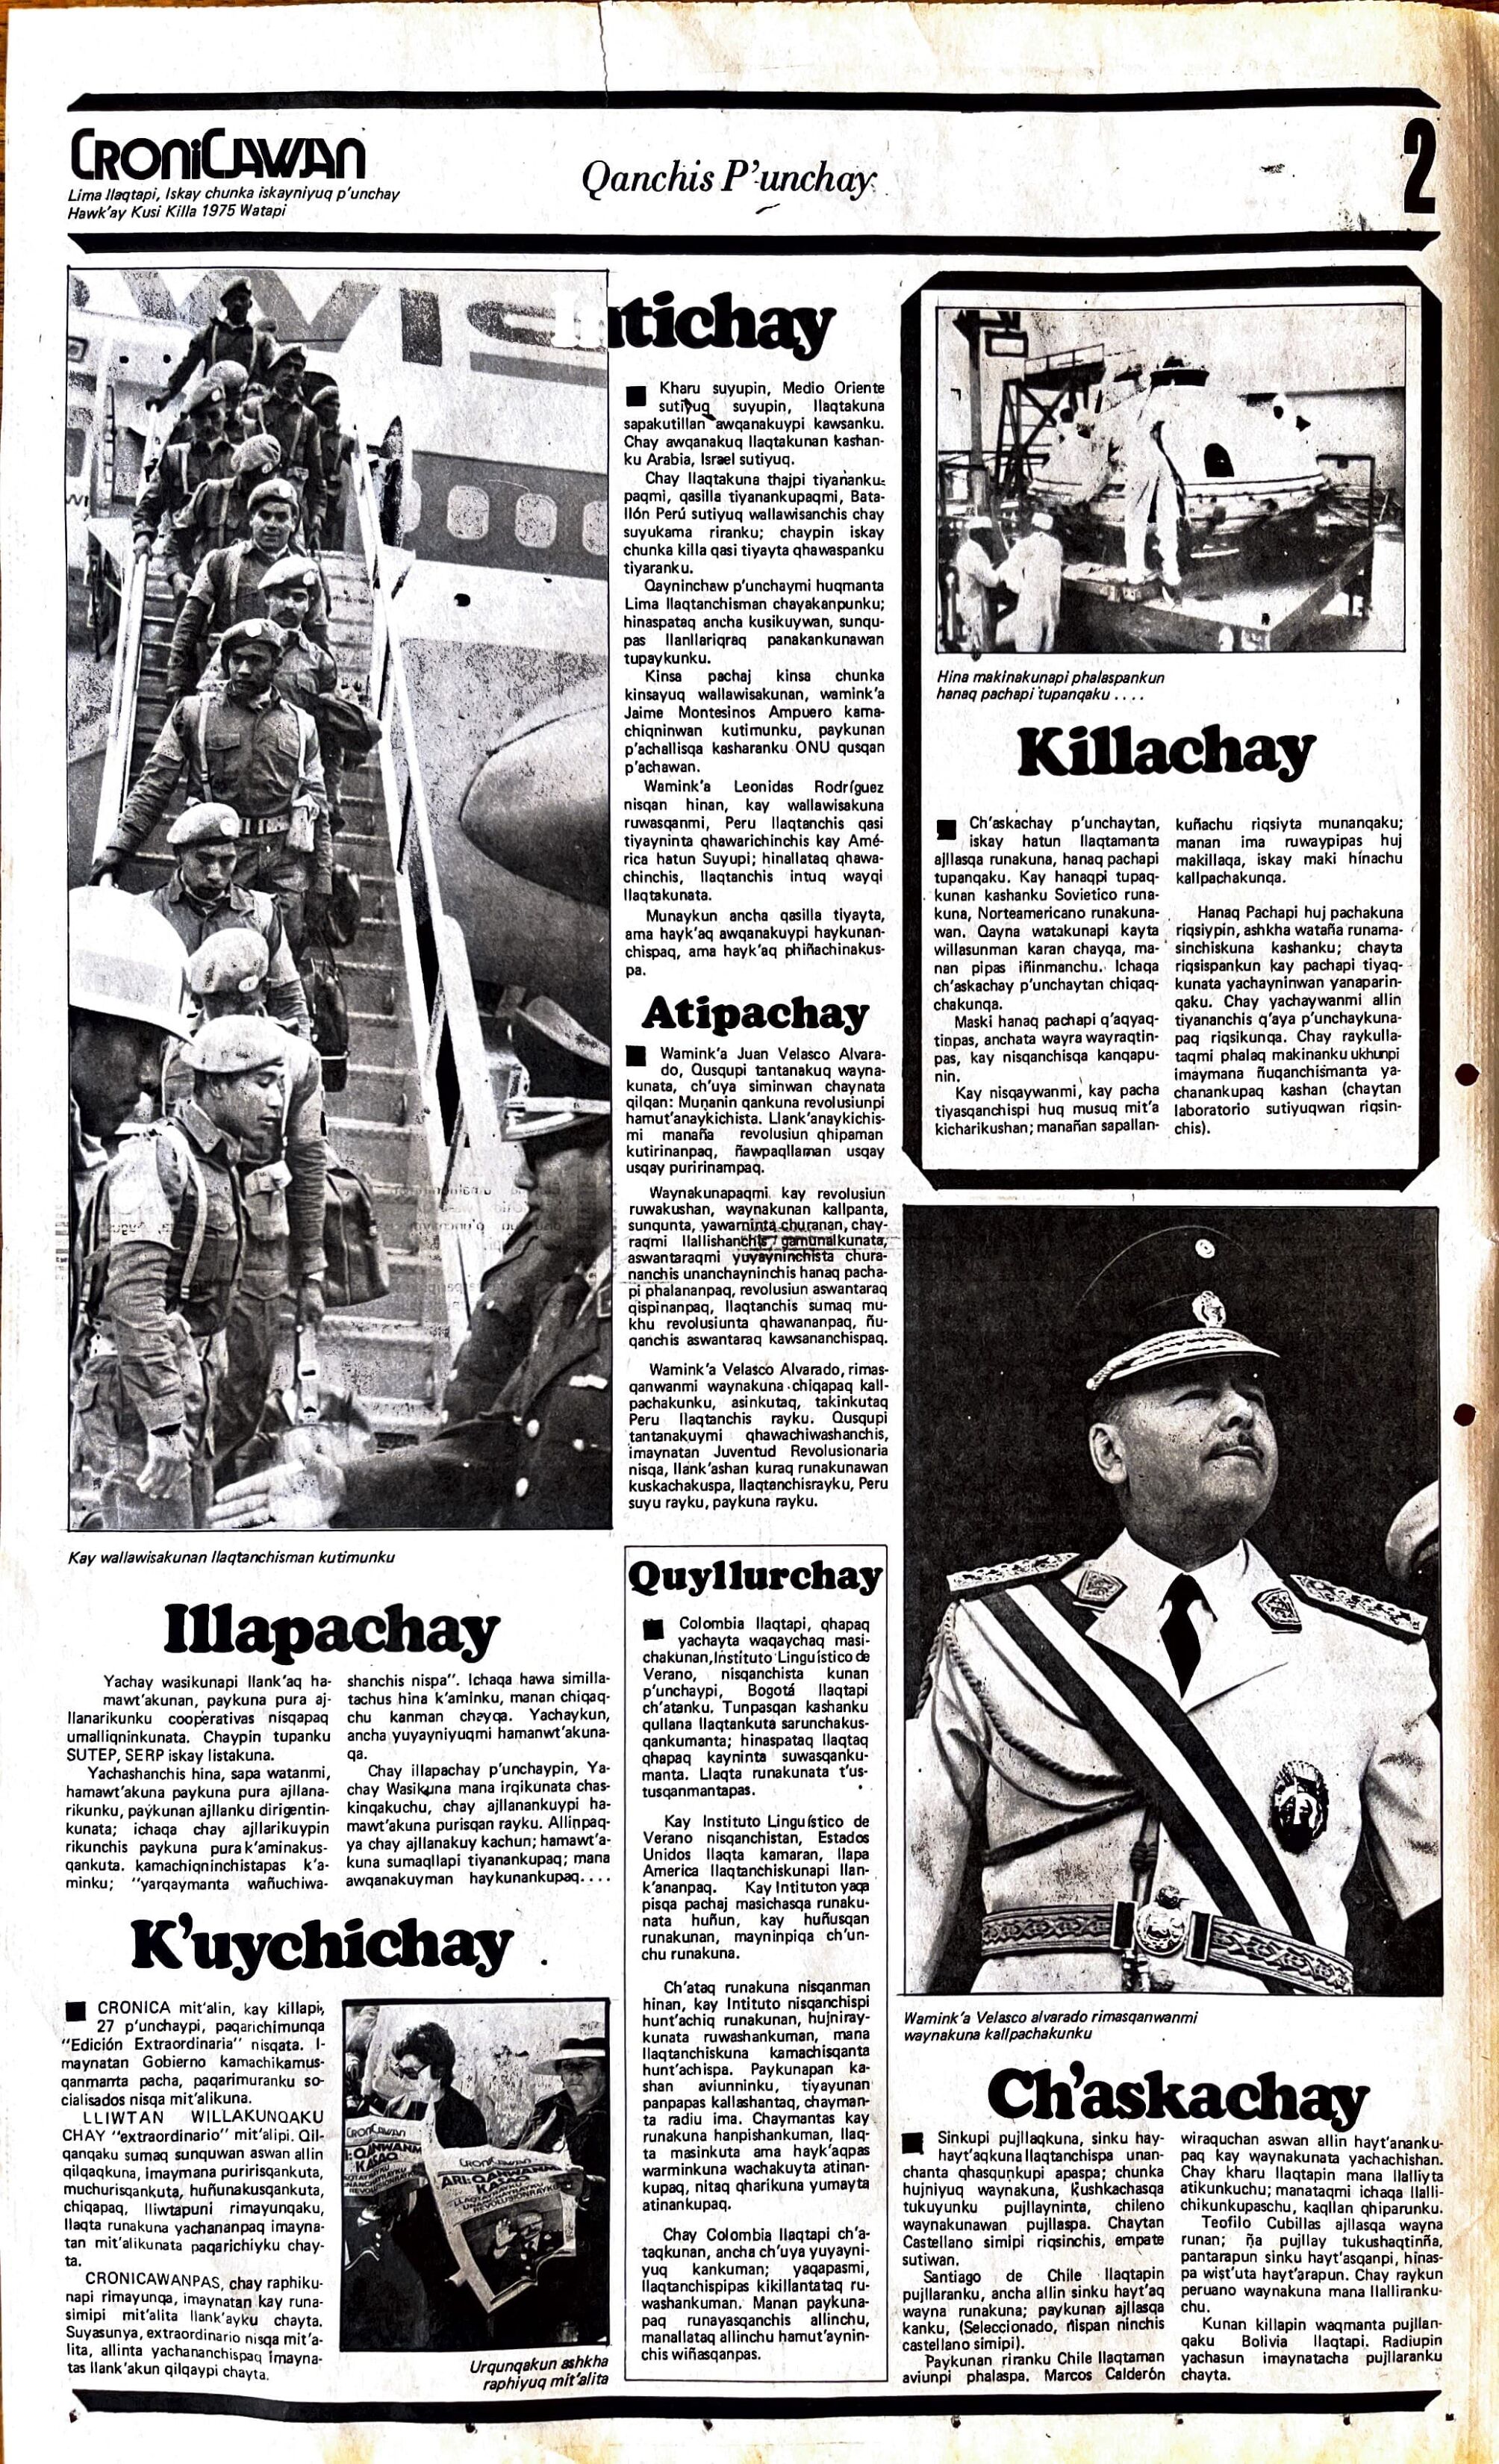 CRONICAWAN
Lima llaqtapi, Iskay chunka iskayniyuq p'unchay
Hawk'ay Kusi Killa 1975 Watapi
Qanchis P'unchay
2
Intichay
Kharu suyupin, Medio Oriente
sutiyuq suyupin, llaqtakuna
sapakutillan awqanakuypi kawsanku.
Chay awqanakuq llaqtakunan kashan-
ku Arabia, Israel sutiyuq.
Chay llaqtakuna thajpi tiyananku-
paqmi, qasilla tiyanankupaqmi, Bata-
llón Perú sutiyuq wallawisanchis chay
suyukama riranku; chaypin iskay
chunka killa qasi tiyayta qhawaspanku
tiyaranku.
Qayninchaw p'unchaymi huqmanta
Lima llaqtanchisman chayakanpunku;
hinaspataq ancha kusikuywan, sunqu-
pas llanllariqraq panakankunawan
tupaykunku.
Kinsa pachaj kinsa chunka
kinsayuq wallawisakunan, wamink'a
Jaime Montesinos Ampuero kama-
chiqninwan kutimunku, paykunan
p'achallisqa kasharanku ONU qusqan
p'achawan.
Wamink'a Leonidas Rodríguez
nisqan hinan, kay wallawisakuna
ruwasqanmi, Peru llaqtanchis qasi
tiyayninta qhawarichinchis kay Amé-
rica hatun Suyupi; hinallataq qhawa-
chinchis, llaqtanchis intuq wayqi
llaqtakunata.
Munaykun ancha qasilla tiyayta,
ama hayk'aq awqanakuypi haykunan-
chispaq, ama hayk'aq phiñachinakus-
pa.
Atipachay
Wamink'a Juan Velasco Alvara-
do, Qusqupi tantanakuq wayna-
kunata, ch'uya siminwan chaynata
qilqan: Munanin qankuna revolusiunpi
hamut'anaykichista. Llank'anaykichis-
mi manaña revolusiun qhipaman
kutirinanpaq, ñawpaqllaman usqay
usqay puririnampaq.
Waynakunapaqmi kay revolusiun
ruwakushan, waynakunan kallpanta,
sunqunta, yawarninta churanan, chay-
raqmi llallishanchis gamunalkunata,
aswantaraqmi yuyayninchista chura-
nanchis unanchayninchis hanaq pacha-
pi phalananpaq, revolusiun aswantaraq
qispinanpaq, llaqtanchis sumaq mu-
khu revolusiunta qhawananpaq, ñu-
qanchis aswantaraq kawsananchispaq.
Wamink'a Velasco Alvarado, rimas-
qanwanmi waynakuna chiqapaq kall-
pachakunku, asinkutaq, takinkutaq
Peru llaqtanchis rayku. Qusqupi
tantanakuymi qhawachiwashanchis,
imaynatan Juventud Revolusionaria
nisqa, llank'ashan kuraq runakunawan
kuskachakuspa, llaqtanchisrayku, Peru
suyu rayku, paykuna rayku.
Hina makinakunapi phalaspankun
hanaq pachapi tupanqaku ....
Killachay
Ch'askachay p'unchaytan,
iskay hatun llaqtamanta
ajllasqa runakuna, hanaq pachapi
tupanqaku. Kay hanaqpi tupaq-
kunan kashanku Sovietico runa-
kuna, Norteamericano runakuna-
wan. Qayna watakunapi kayta
willasunman karan chayqa, ma-
nan pipas iñinmanchu. Ichaqa
ch'askachay p'unchaytan chiqaq-
chakunqa.
Maski hanaq pachapi q'aqyaq-
tinpas, anchata wayra wayraqtin-
pas, kay nisqanchisqa kanqapu-
nin.
Kay nisqaywanmi, kay pacha
tiyasqanchispi huq musuq mit'a
kicharikushan; manañan sapallan-
kuñachu riqsiyta munanqaku;
manan ima ruwaypipas huj
makillaqa, iskay maki hinachu
kallpachakunqa.
Hanaq Pachapi huj pachakuna
riqsiypin, ashkha watañа runama-
sinchiskuna kashanku; chayta
riqsispankun kay pachapi tiyaq-
kunata yachayninwan yanaparin-
qaku. Chay yachaywanmi allin
tiyananchis q'aya p'unchaykuna-
paq riqsikunqa. Chay raykulla-
taqmi phalaq makinanku ukhunpi
imaymana ñuqanchismanta ya-
chanankupaq kashan (chaytan
laboratorio sutiyuqwan riqsin-
chis).
Kay wallawisakunan llaqtanchisman kutimunku
Illapachay
Yachay wasikunapi llank'aq ha-
mawt'akunan, paykuna pura aj-
llanarikunku cooperativas nisqapaq
umalliqninkunata. Chaypin tupanku
SUTEP, SERP iskay listakuna.
Yachashanchis hina, sapa watanmi,
hamawt'akuna paykuna pura ajllana-
rikunku, paykunan ajllanku dirigentin-
kunata; ichaqa chay ajllarikuypin
rikunchis paykuna pura k'aminakus-
qankuta. kamachiqninchistapas k'a-
minku; "yarqaymanta wañuchiwa-
shanchis nispa". Ichaqa hawa similla-
tachus hina k'aminku, manan chiqaq-
chu kanman chayqa. Yachaykun,
ancha yuyayniyuqmi hamanwt'akuna-
qa.
Chay illapachay p'unchaypin, Ya-
chay Wasikuna mana irqikunata chas-
kinqakuchu, chay ajllanankuypi ha-
mawt'akuna purisqan rayku. Allinpaq-
ya chay ajllanakuy kachun; hamawt'a-
kuna sumaqllapi tiyanankupaq; mana
awqanakuyman haykunankupaq....
K'uychichay
CRONICA mit'alin, kay killapi,
27 p'unchaypi, paqarichimunqa
"Edición Extraordinaria" nisqata. I-
maynatan Gobierno kamachikamus-
qanmanta pacha, paqarimuranku so-
cialisados nisqa mit'alikuna.
LLIWTAN WILLAKUNQAKU
CHAY "extraordinario" mit'alipi. Qil-
qanqaku sumaq sunquwan aswan allin
qilqaqkuna, imaymana puririsqankuta,
muchurisqankuta, huñunakusqankuta,
chiqapaq, lliwtapuni rimayunqaku,
llaqta runakuna yachananpaq imayna-
tan mit'alikunata paqarichiyku chay-
ta.
CRONICAWANPAS, chay raphiku-
napi rimayunqa, imaynatan kay runa-
simipi mit'alita llank'ayku chayta.
Suyasunya, extraordinario nisqa mit'a-
lita, allinta yachananchispaq imayna-
tas llank'akun qilqaypi chayta.
CRONICAWAN
CRONICAWAN
ARI: QANWANMI
KASAQ
Urqunqakun ashkha
raphiyuq mit'alita
Quyllurchay
Colombia llaqtapi, qhapaq
yachayta waqaychaq masi-
chakunan, Instituto Linguístico de
Verano, nisqanchista kunan
p'unchaypi, Bogotá llaqtapi
ch'atanku. Tunpasqan kashanku
qullana llaqtankuta sarunchakus-
qankumanta; hinaspataq llaqtaq
qhapaq kayninta suwasqanku-
manta. Llaqta runakunata t'us-
tusqanmantapas.
Kay Instituto Linguístico de
Verano nisqanchistan, Estados
Unidos llaqta kamaran, llapa
America llaqtanchiskunapi llan-
k'ananpaq. Kay Intituton yaqa
pisqa pachaj masichasqa runaku-
nata huñun, kay huñusqan
runakunan, mayninpiqa ch'un-
chu runakuna.
Ch'ataq runakuna nisqanman
hinan, kay Intituto nisqanchispi
hunt'achiq runakunan, hujniray-
kunata ruwashankuman, mana
llaqtanchiskuna kamachisqanta
hunt'achispa. Paykunapan ka-
shan aviunninku, tiyayunan
panpapas kallashantaq, chayman-
ta radiu ima. Chaymantas kay
runakuna hanpishankuman, llaq-
ta masinkuta ama hayk'aqpas
warminkuna wachakuyta atinan-
kupaq, nitaq qharikuna yumayta
atinankupaq.
Chay Colombia llaqtapi ch'a-
taqkunan, ancha ch'uya yuyayni-
yuq kankuman; yaqapasmi,
llaqtanchispipas kikillantataq ru-
washankuman. Manan paykuna-
paq runayasqanchis allinchu,
manallataq allinchu hamut'aynin-
chis wiñasqanpas.
Wamink'a Velasco alvarado rimasqanwanmi
waynakuna kallpachakunku
Ch'askachay
Sinkupi pujllaqkuna, sinku hay-
hayt'aqkuna llaqtanchispa unan-
chanta qhasqunkupi apaspa; chunka
hujniyuq waynakuna, Kushkachasqa
tukuyunku pujllayninta, chileno
waynakunawan pujllaspa. Chaytan
Castellano simipi riqsinchis, empate
sutiwan.
Santiago de Chile llaqtapin
pujllaranku, ancha allin sinku hayt'aq
wayna runakuna; paykunan ajllasqa
kanku, (Seleccionado, ñispan ninchis
castellano simipi).
Paykunan riranku Chile llaqtaman
aviunpi phalaspa. Marcos Calderón
wiraquchan aswan allin hayt'ananku-
paq kay waynakunata yachachishan.
Chay kharu llaqtapin mana llalliyta
atikunkuchu; manataqmi ichaqa llalli-
chikunkupaschu, kaqllan qhiparunku.
Teofilo Cubillas ajllasqa wayna
runan; ña pujllay tukushaqtinña,
pantarapun sinku hayt'asqanpi, hinas-
pa wist'uta hayt'arapun. Chay raykun
peruano waynakuna mana llalliranku-
chu.
Kunan killapin waqmanta pujllan-
qaku Bolivia llaqtapi. Radiupin
yachasun imaynatacha pujllaranku
chayta.